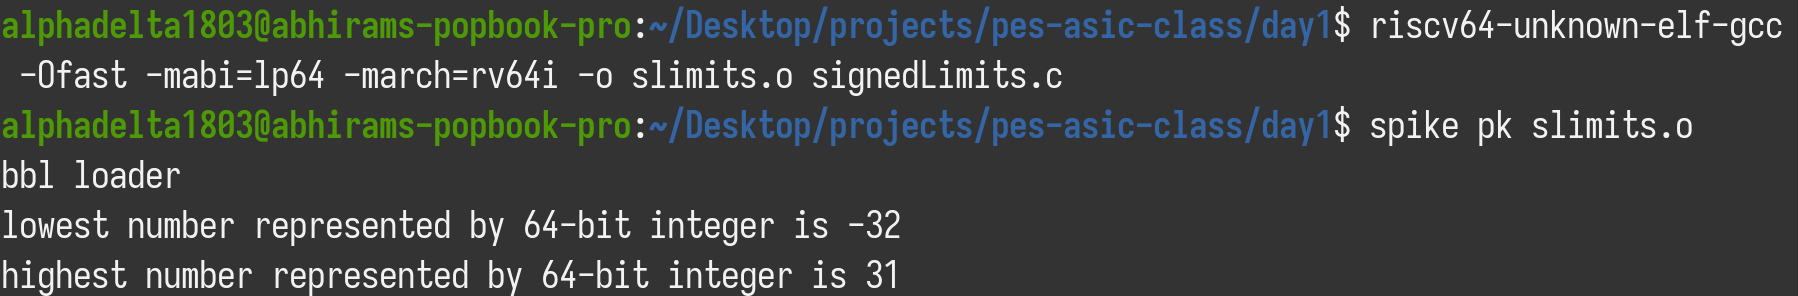 alphadelta1803@abhirams-popbook-pro:~/Desktop/projects/pes-asic-class/day1$ riscv64-unknown-elf-gcc
-Ofast -mabi=lp64 -march=rv64i -o slimits.o signedLimits.c
alphadelta1803@abhirams-popbook-pro:~/Desktop/projects/pes-asic-class/day1$ spike pk slimits.o
bbl loader
lowest number represented by 64-bit integer is -32
highest number represented by 64-bit integer is 31